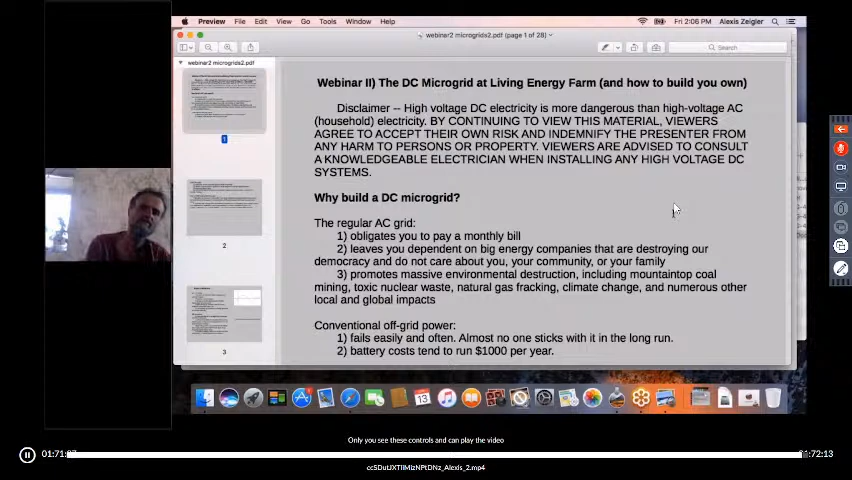 Preview File Edit View Go Tools Window Help
Fri 2:06 PM Alexis Zeigler
webinar2 microgrids2.pdf (page 1 of 28)
Search
webinar2 microgrids2.pdf
1
2
3
Webinar II) The DC Microgrid at Living Energy Farm (and how to build you own)
Disclaimer -- High voltage DC electricity is more dangerous than high-voltage AC
(household) electricity. BY CONTINUING TO VIEW THIS MATERIAL, VIEWERS
AGREE TO ACCEPT THEIR OWN RISK AND INDEMNIFY THE PRESENTER FROM
ANY HARM TO PERSONS OR PROPERTY. VIEWERS ARE ADVISED TO CONSULT
A KNOWLEDGEABLE ELECTRICIAN WHEN INSTALLING ANY HIGH VOLTAGE DC
SYSTEMS.
Why build a DC microgrid?
The regular AC grid:
1) obligates you to pay a monthly bill
2) leaves you dependent on big energy companies that are destroying our
democracy and do not care about you, your community, or your family
3) promotes massive environmental destruction, including mountaintop coal
mining, toxic nuclear waste, natural gas fracking, climate change, and numerous other
local and global impacts
Conventional off-grid power:
1) fails easily and often. Almost no one sticks with it in the long run.
2) battery costs tend to run $1000 per year.
13
Only you see these controls and can play the video